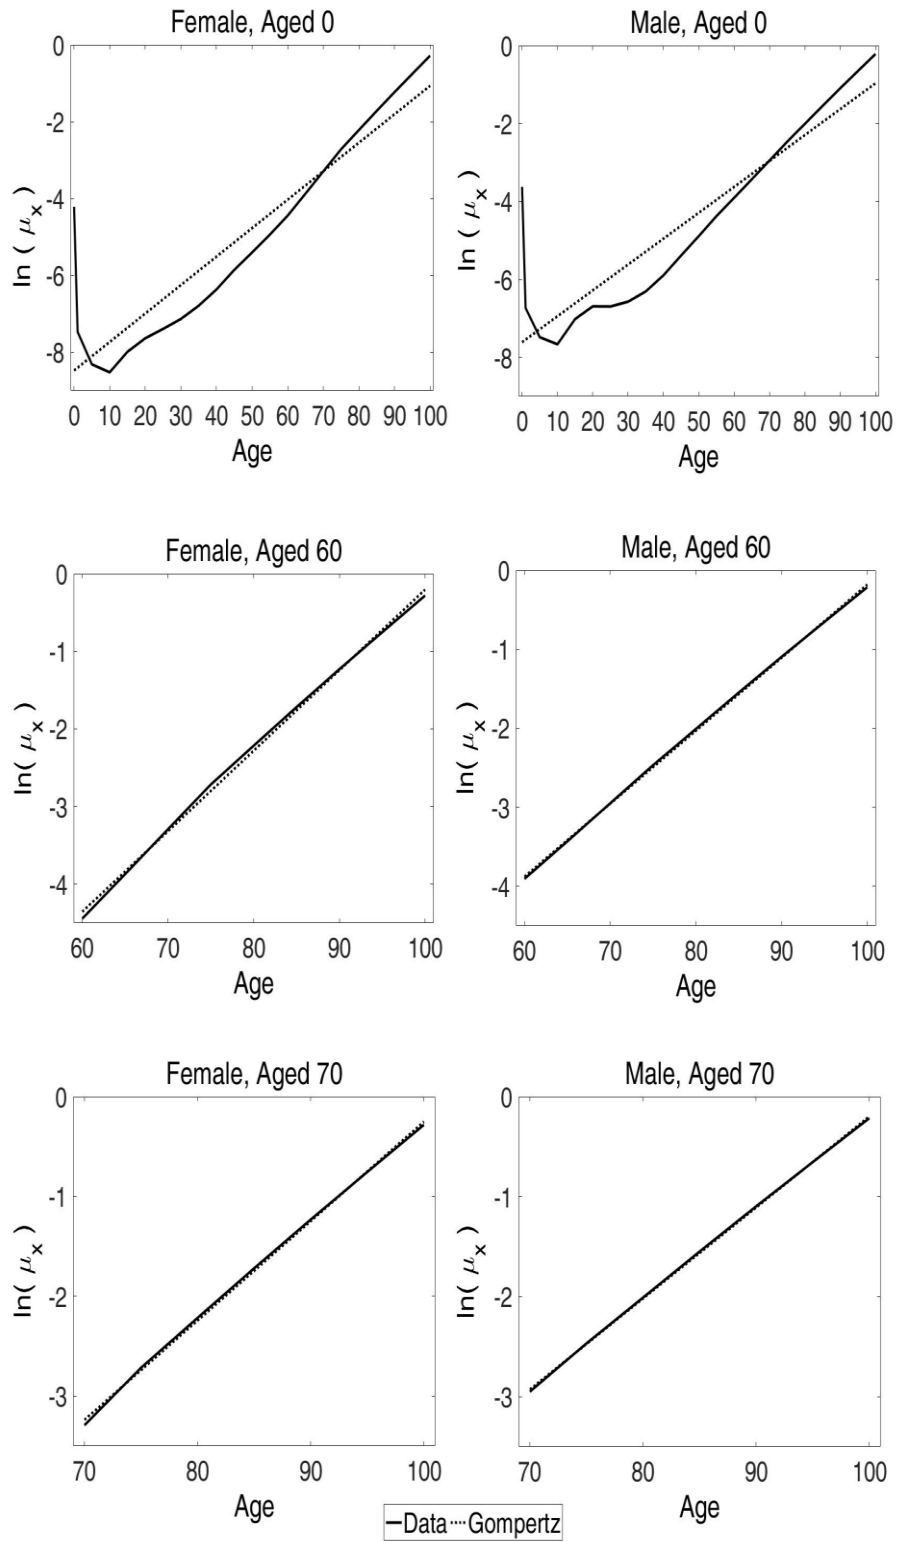 Female, Aged 0
0
-2
-4
-6
-8
ln ( μx )
0 10 20 30 40 50 60 70 80 90 100
Age
Male, Aged 0
0
-2
-4
-6
-8
ln ( μx )
0 10 20 30 40 50 60 70 80 90 100
Age
Female, Aged 60
0
-1
-2
-3
-4
ln( μx )
60 70 80 90 100
Age
Male, Aged 60
0
-1
-2
-3
-4
ln( μx )
60 70 80 90 100
Age
Female, Aged 70
0
-1
-2
-3
ln( μx )
70 80 90 100
Age
Male, Aged 70
0
-1
-2
-3
ln( μx )
70 80 90 100
Age
Data Gompertz